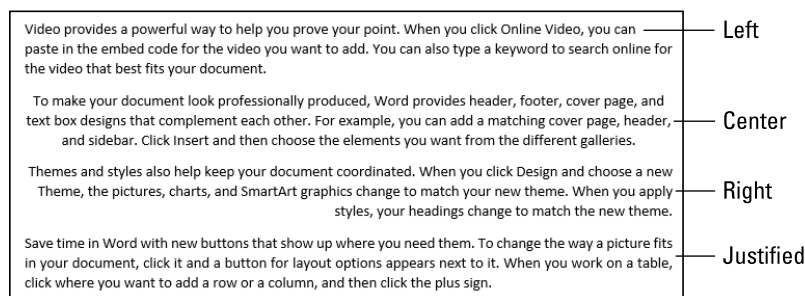 Video provides a powerful way to help you prove your point. When you click Online Video, you can
paste in the embed code for the video you want to add. You can also type a keyword to search online for
the video that best fits your document.
Left
To make your document look professionally produced, Word provides header, footer, cover page, and
text box designs that complement each other. For example, you can add a matching cover page, header,
and sidebar. Click Insert and then choose the elements you want from the different galleries.
Center
Themes and styles also help keep your document coordinated. When you click Design and choose a new
Theme, the pictures, charts, and SmartArt graphics change to match your new theme. When you apply
styles, your headings change to match the new theme.
Right
Save time in Word with new buttons that show up where you need them. To change the way a picture fits
in your document, click it and a button for layout options appears next to it. When you work on a table,
click where you want to add a row or a column, and then click the plus sign.
Justified